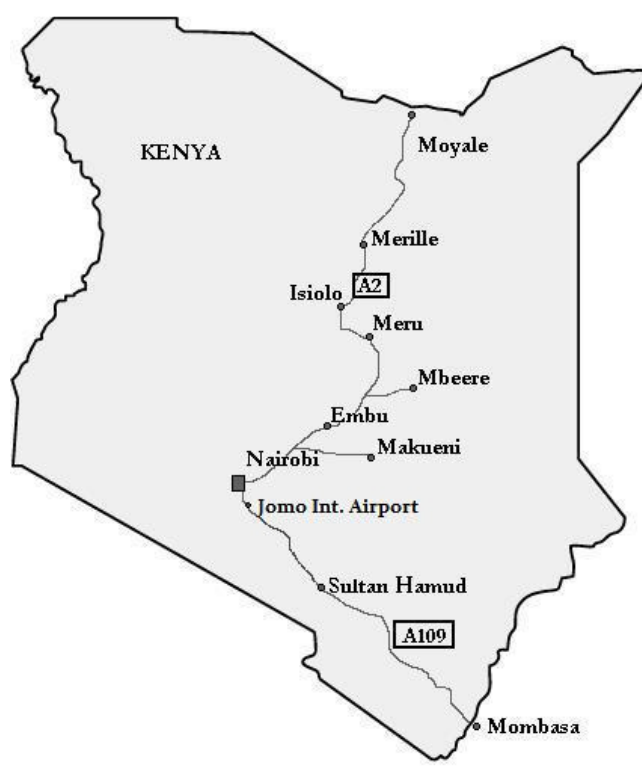 Moyale
KENYA
Merille
A2
Isiolo
Meru
Mbeere
Embu
Makueni
Nairobi
Jomo Int. Airport
Sultan Hamud
A109
Mombasa